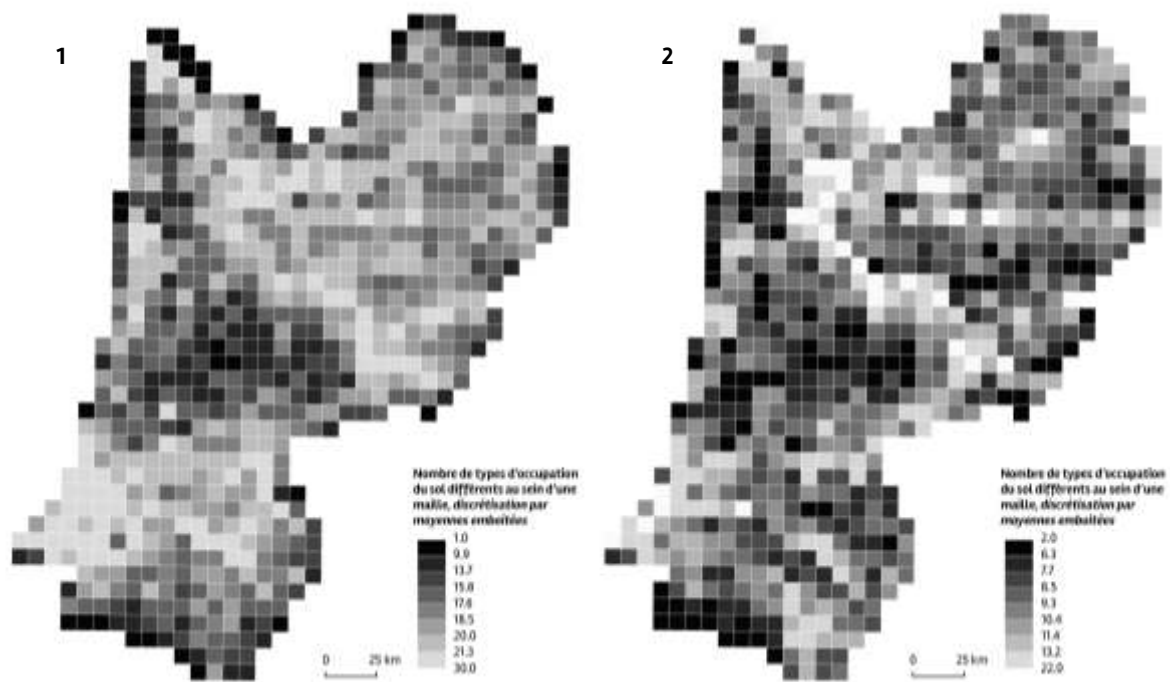 1
2
Nombre de types d'occupation
du sol différents au sein d'une
maille, discrétisation par
moyennes emboîtées
1.0
9.9
13.7
15.8
17.6
18.5
20.0
21.3
30.0
0 25 km
Nombre de types d'occupation
du sol différents au sein d'une
maille, discrétisation par
moyennes emboîtées
2.0
6.3
7.7
8.5
9.3
10.4
11.4
13.2
22.0
0 25 km